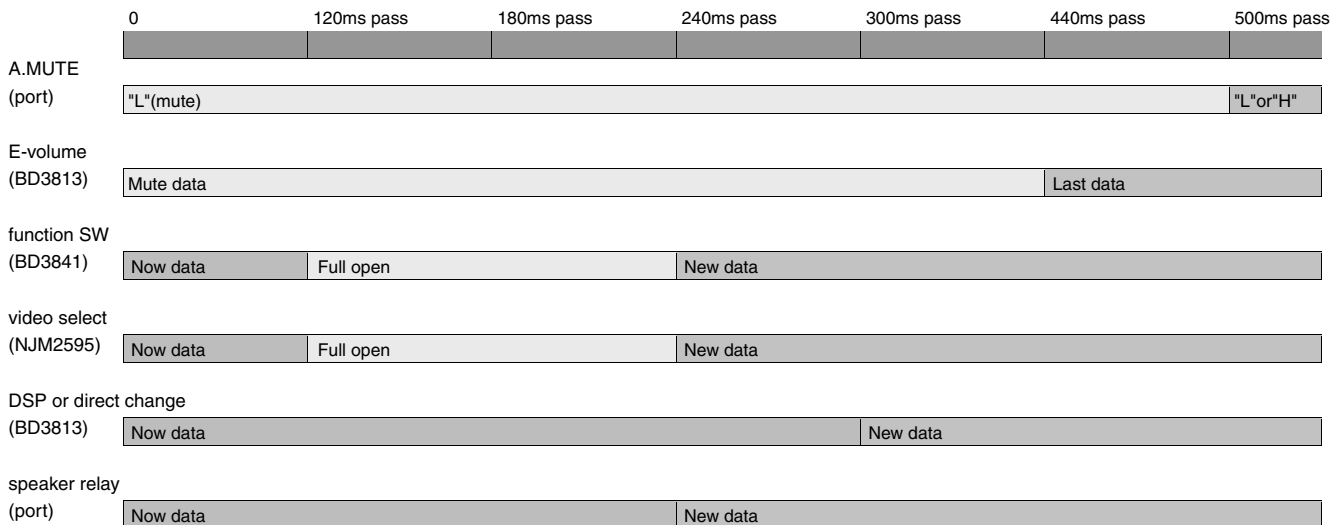 0 120ms pass 180ms pass 240ms pass 300ms pass 440ms pass 500ms pass
A.MUTE
(port) "L"(mute) "L"or"H"
E-volume
(BD3813) Mute data Last data
function SW
(BD3841) Now data Full open New data
video select
(NJM2595) Now data Full open New data
DSP or direct change
(BD3813) Now data New data
speaker relay
(port) Now data New data